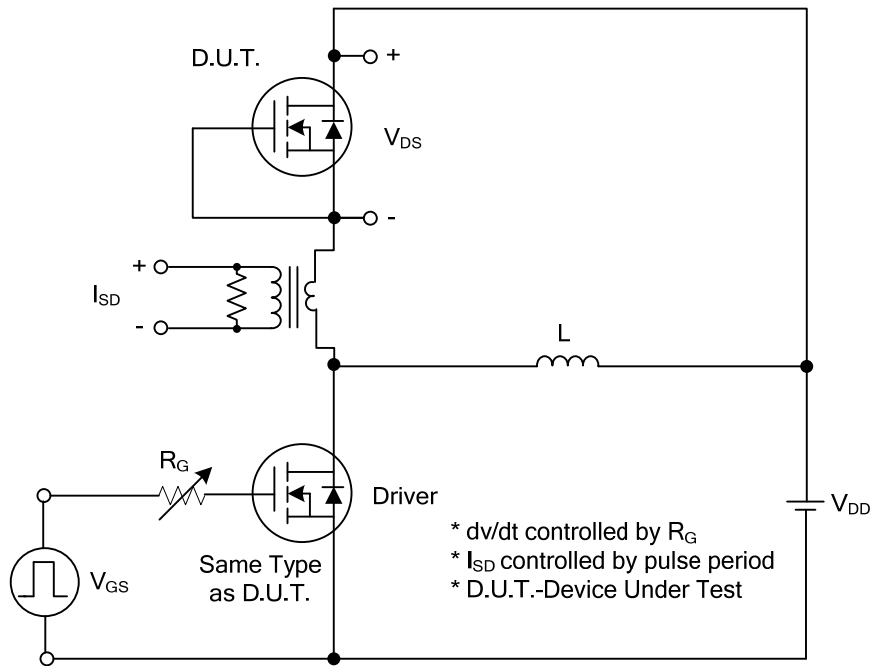 D.U.T.
+
VDS
-
+
ISD
-
L
RG
Driver
VDD
VGS
Same Type
as D.U.T.
* dv/dt controlled by RG
* ISD controlled by pulse period
* D.U.T.-Device Under Test